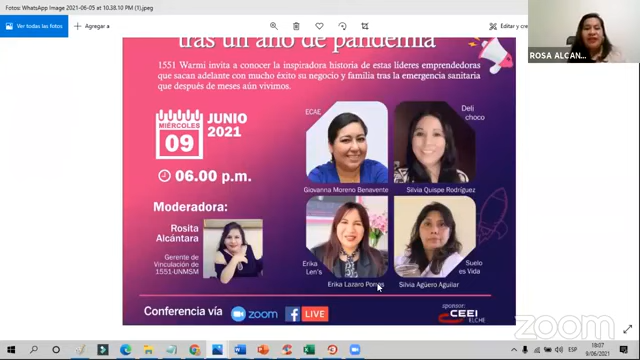 Fotos: WhatsApp Image 2021-06-05 at 10.38.10 PM (1).jpeg
Ver todas las fotos
Agregar a
Editar y cre
tras un año de pandemia
1551 Warmi invita a conocer la inspiradora historia de estas líderes emprendedoras
que sacan adelante con mucho éxito su negocio y familia tras la emergencia sanitaria
que después de meses aún vivimos.
MIÉRCOLES
09
JUNIO
2021
06.00 p.m.
Moderadora:
Rosita
Alcántara
Gerente de
Vinculación de
1551-UNMSM
ECAE
Giovanna Moreno Benavente
Deli
choco
Silvia Quispe Rodríguez
Erika
Len's
Erika Lazaro Porras
Suelo
es Vida
Silvia Agüero Aguilar
Conferencia vía
zoom
LIVE
sponsor:
CEEI
ELCHE
ROSA ALCÁN...
zoom
ESP
18:07
9/06/2021